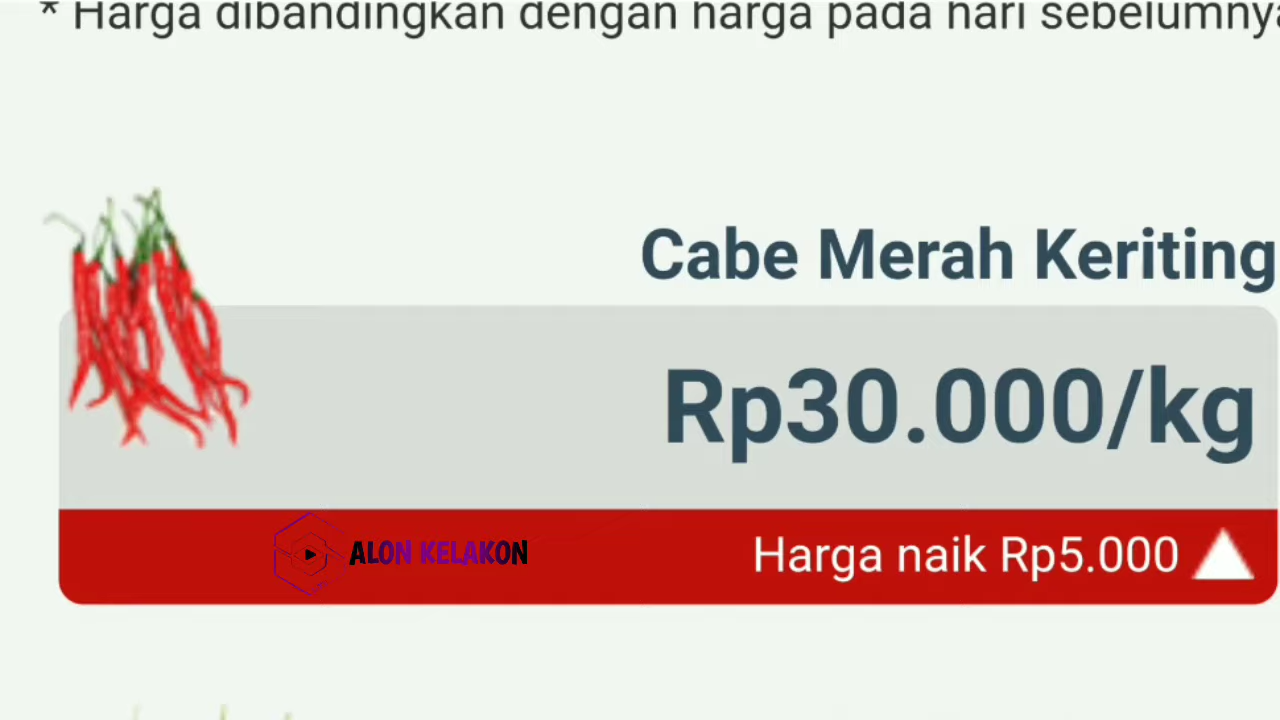 * Harga dibandingkan dengan harga pada hari sebelumnya
Cabe Merah Keriting
Rp30.000/kg
ALON KELAKON
Harga naik Rp5.000